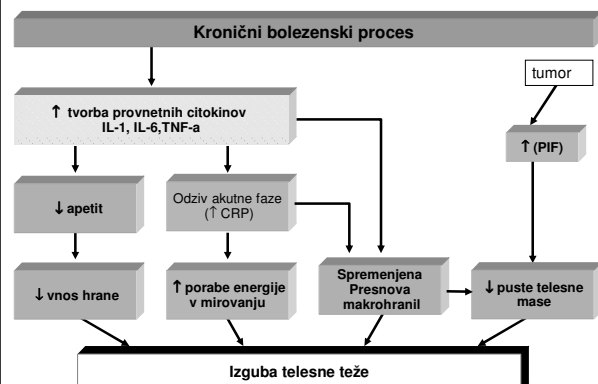 Kronični bolezenski proces
tumor
↑ tvorba provnetnih citokinov
IL-1, IL-6,TNF-a
↑ (PIF)
↓ apetit
Odziv akutne faze
(↑ CRP)
↓ vnos hrane
↑ porabe energije
v mirovanju
Spremenjena
Presnova
makrohranil
↓ puste telesne
mase
Izguba telesne teže